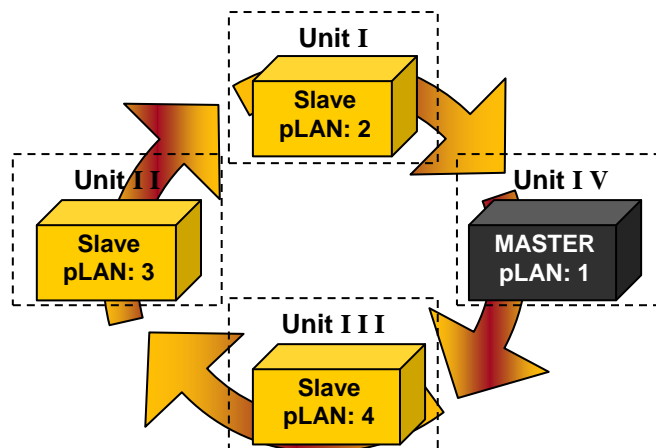 Unit I
Slave
pLAN: 2
Unit I I
Slave
pLAN: 3
Unit I V
MASTER
pLAN: 1
Unit I I I
Slave
pLAN: 4